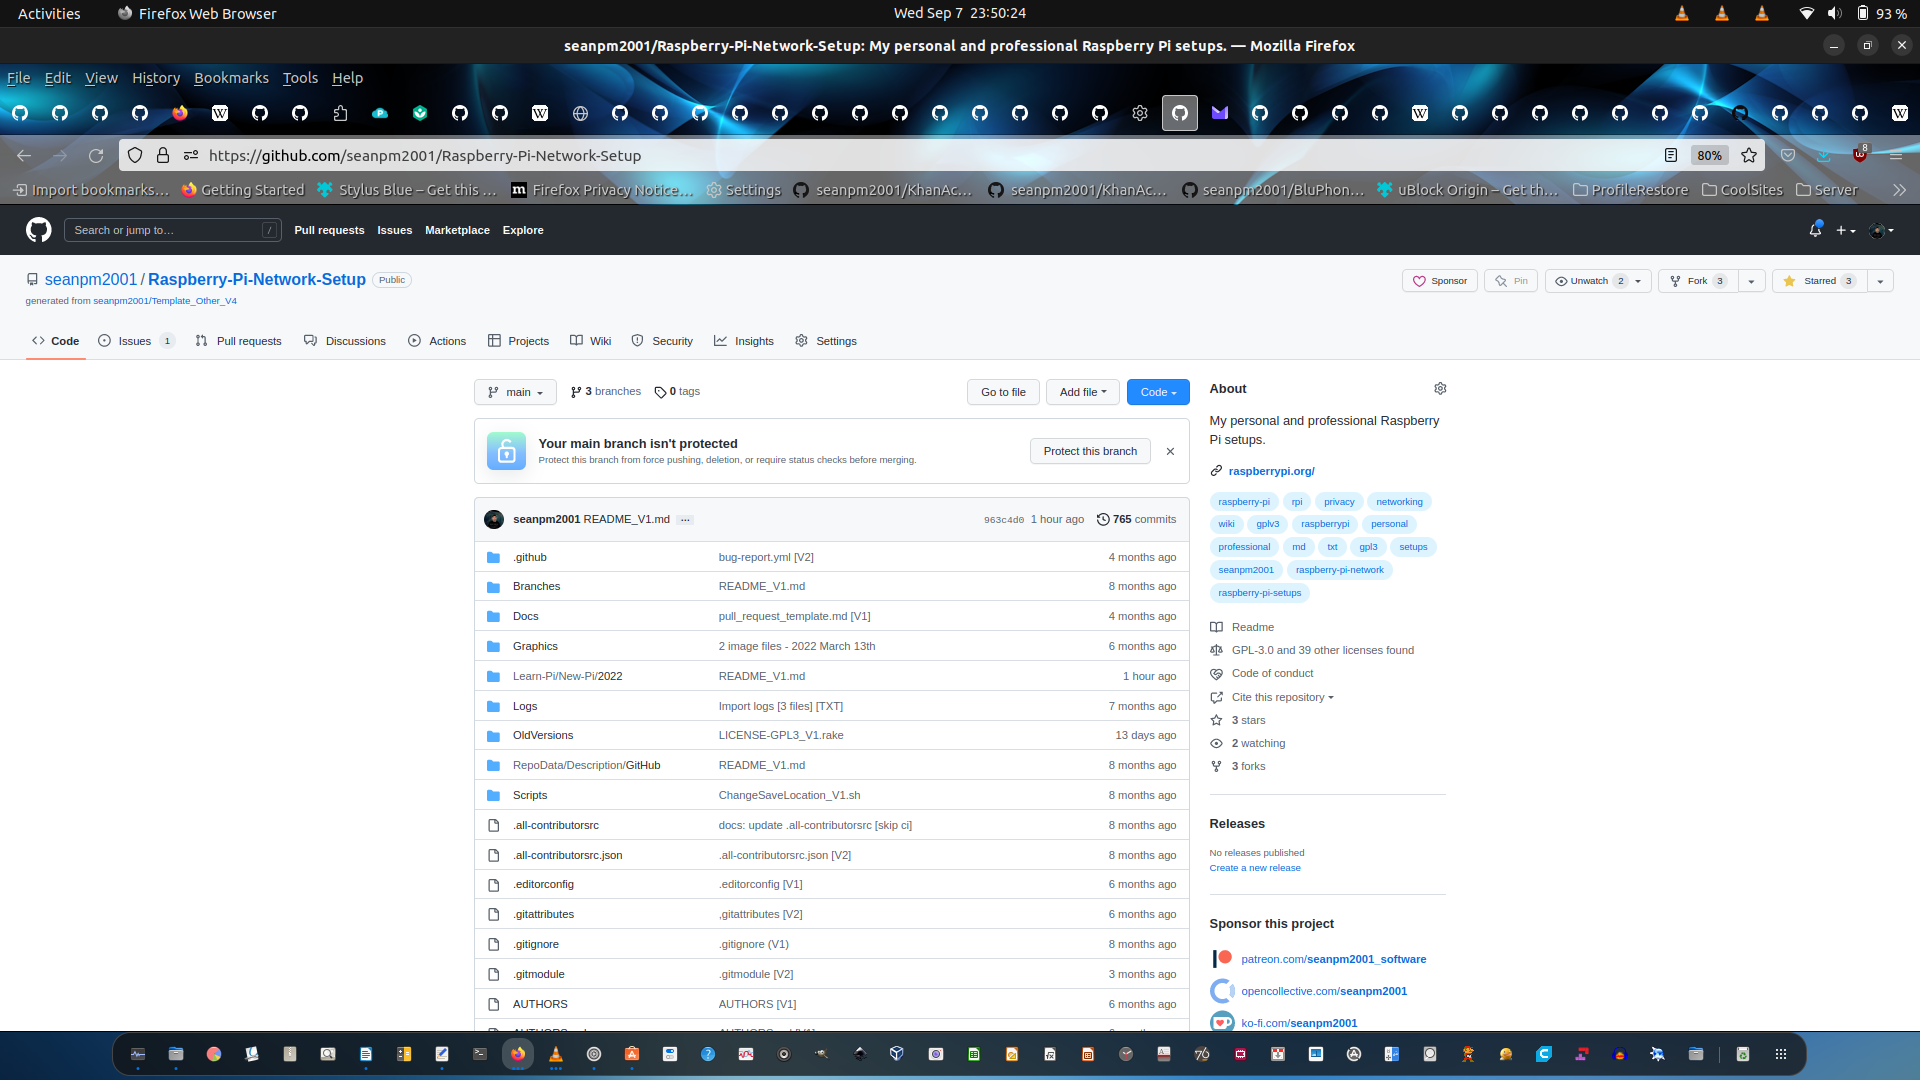 Activities Firefox Web Browser Wed Sep 7 23:50:24 93 %
seanpm2001/Raspberry-Pi-Network-Setup: My personal and professional Raspberry Pi setups. — Mozilla Firefox
File Edit View History Bookmarks Tools Help
https://github.com/seanpm2001/Raspberry-Pi-Network-Setup 80% 8
Import bookmarks… Getting Started Stylus Blue – Get this … Firefox Privacy Notice… Settings seanpm2001/KhanAc… seanpm2001/KhanAc… seanpm2001/BluPhon… uBlock Origin – Get th… ProfileRestore CoolSites Server
Search or jump to… / Pull requests Issues Marketplace Explore
seanpm2001 / Raspberry-Pi-Network-Setup Public Sponsor Pin Unwatch 2 Fork 3 Starred 3
generated from seanpm2001/Template_Other_V4
Code Issues 1 Pull requests Discussions Actions Projects Wiki Security Insights Settings
main 3 branches 0 tags Go to file Add file Code
Your main branch isn't protected
Protect this branch from force pushing, deletion, or require status checks before merging.
Protect this branch
seanpm2001 README_V1.md ... 963c4d0 1 hour ago 765 commits
.github bug-report.yml [V2] 4 months ago
Branches README_V1.md 8 months ago
Docs pull_request_template.md [V1] 4 months ago
Graphics 2 image files - 2022 March 13th 6 months ago
Learn-Pi/New-Pi/2022 README_V1.md 1 hour ago
Logs Import logs [3 files] [TXT] 7 months ago
OldVersions LICENSE-GPL3_V1.rake 13 days ago
RepoData/Description/GitHub README_V1.md 8 months ago
Scripts ChangeSaveLocation_V1.sh 8 months ago
.all-contributorsrc docs: update .all-contributorsrc [skip ci] 8 months ago
.all-contributorsrc.json .all-contributorsrc.json [V2] 8 months ago
.editorconfig .editorconfig [V1] 6 months ago
.gitattributes ,gitattributes [V2] 6 months ago
.gitignore .gitignore (V1) 8 months ago
.gitmodule .gitmodule [V2] 3 months ago
AUTHORS AUTHORS [V1] 6 months ago
About
My personal and professional Raspberry
Pi setups.
raspberrypi.org/
raspberry-pi rpi privacy networking
wiki gplv3 raspberrypi personal
professional md txt gpl3 setups
seanpm2001 raspberry-pi-network
raspberry-pi-setups
Readme
GPL-3.0 and 39 other licenses found
Code of conduct
Cite this repository
3 stars
2 watching
3 forks
Releases
No releases published
Create a new release
Sponsor this project
patreon.com/seanpm2001_software
opencollective.com/seanpm2001
ko-fi.com/seanpm2001